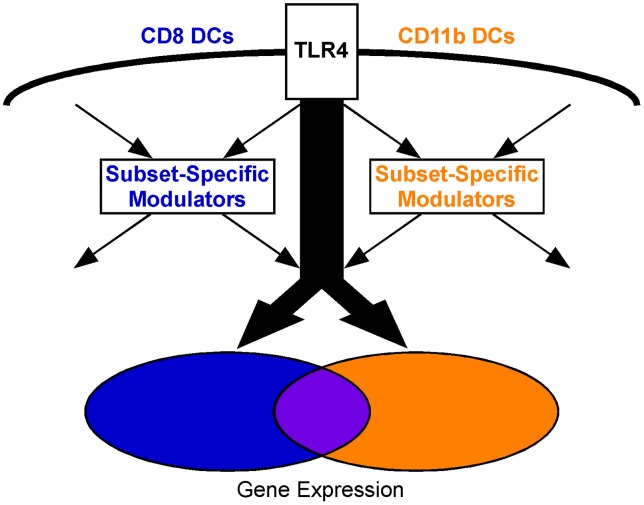 CD8 DCs
TLR4
CD11b DCs
Subset-Specific
Modulators
Subset-Specific
Modulators
Gene Expression